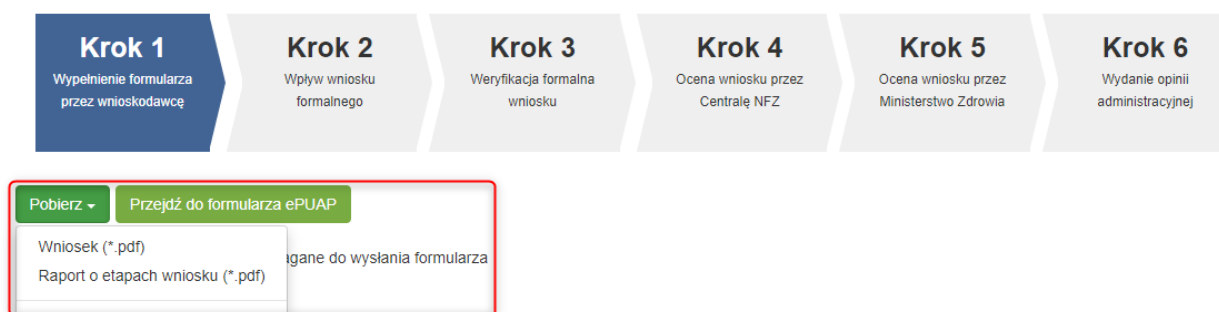 Krok 1
Wypełnienie formularza
przez wnioskodawcę
Krok 2
Wpływ wniosku
formalnego
Krok 3
Weryfikacja formalna
wniosku
Krok 4
Ocena wniosku przez
Centralę NFZ
Krok 5
Ocena wniosku przez
Ministerstwo Zdrowia
Krok 6
Wydanie opinii
administracyjnej
Pobierz
Przejdź do formularza ePUAP
Wniosek (*.pdf)
do wysłania formularza
Raport o etapach wniosku (*.pdf)